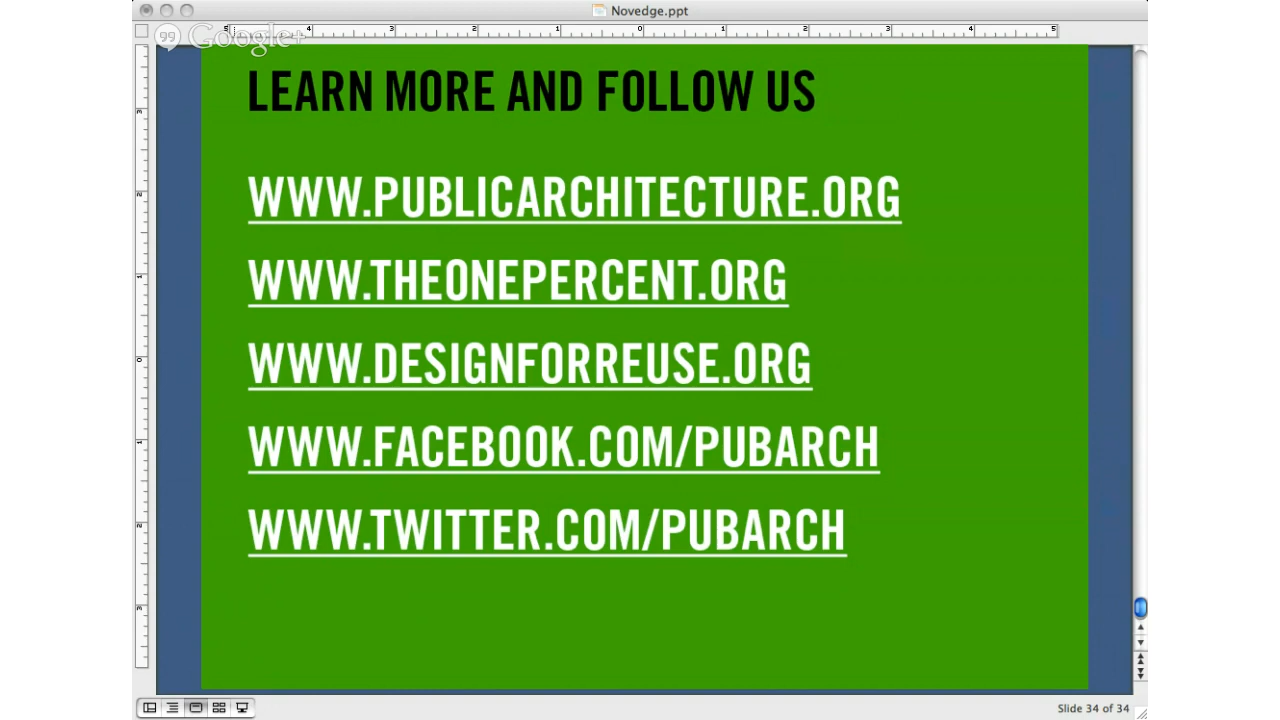 Novedge.ppt
Google+
LEARN MORE AND FOLLOW US
WWW.PUBLICARCHITECTURE.ORG
WWW.THEONEPERCENT.ORG
WWW.DESIGNFORREUSE.ORG
WWW.FACEBOOK.COM/PUBARCH
WWW.TWITTER.COM/PUBARCH
Slide 34 of 34